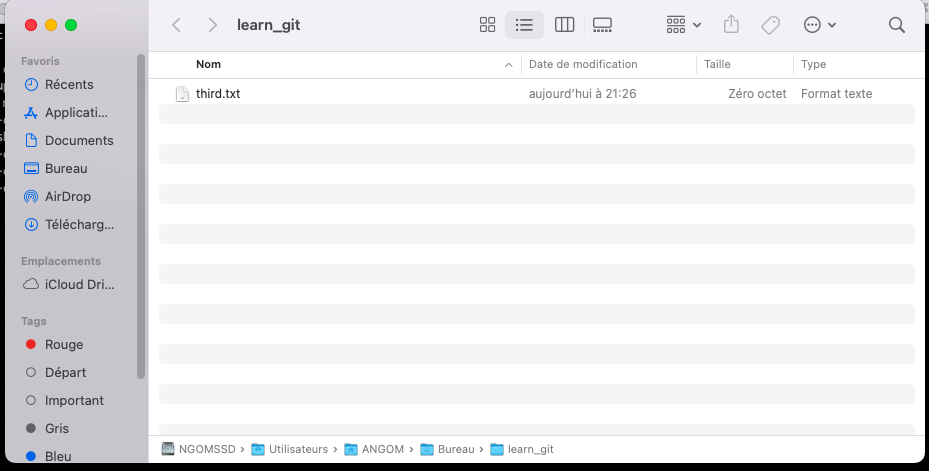 learn_git
Favoris
Récents
Applicati...
Documents
Bureau
AirDrop
Télécharg...
Emplacements
iCloud Dri...
Tags
Rouge
Départ
Important
Gris
Bleu
Nom Date de modification Taille Type
third.txt aujourd'hui à 21:26 Zéro octet Format texte
NGOMSSD › Utilisateurs › ANGOM › Bureau › learn_git